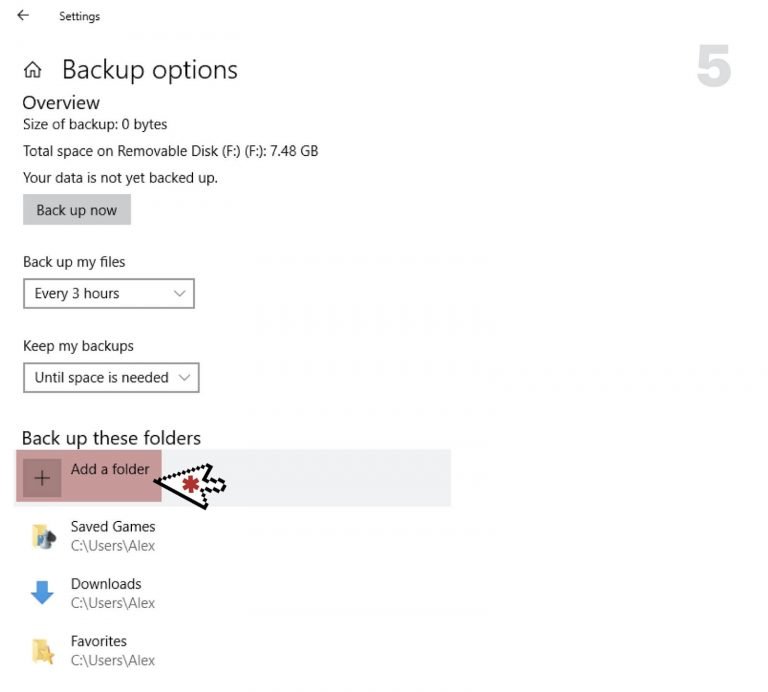 Settings
5
Backup options
Overview
Size of backup: 0 bytes
Total space on Removable Disk (F:) (F:): 7.48 GB
Your data is not yet backed up.
Back up now
Back up my files
Every 3 hours
Keep my backups
Until space is needed
Back up these folders
Add a folder
Saved Games
C:\Users\Alex
Downloads
C:\Users\Alex
Favorites
C:\Users\Alex